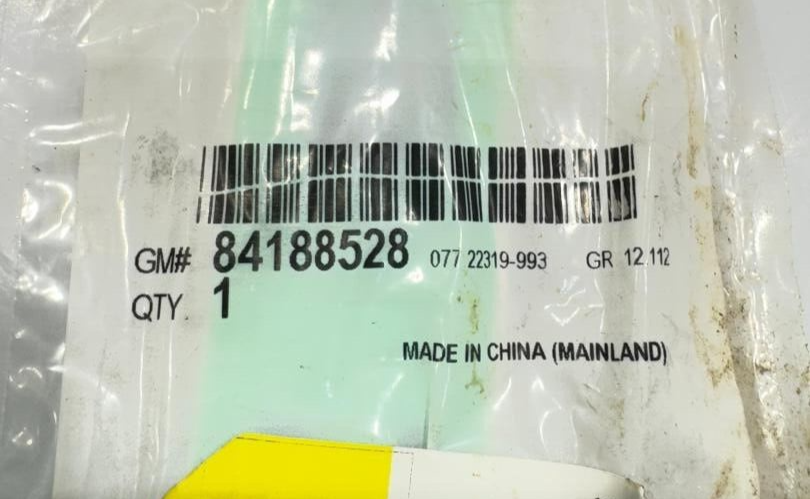 GM# 84188528 077 22319-993 GR 12.112
QTY. 1
MADE IN CHINA (MAINLAND)